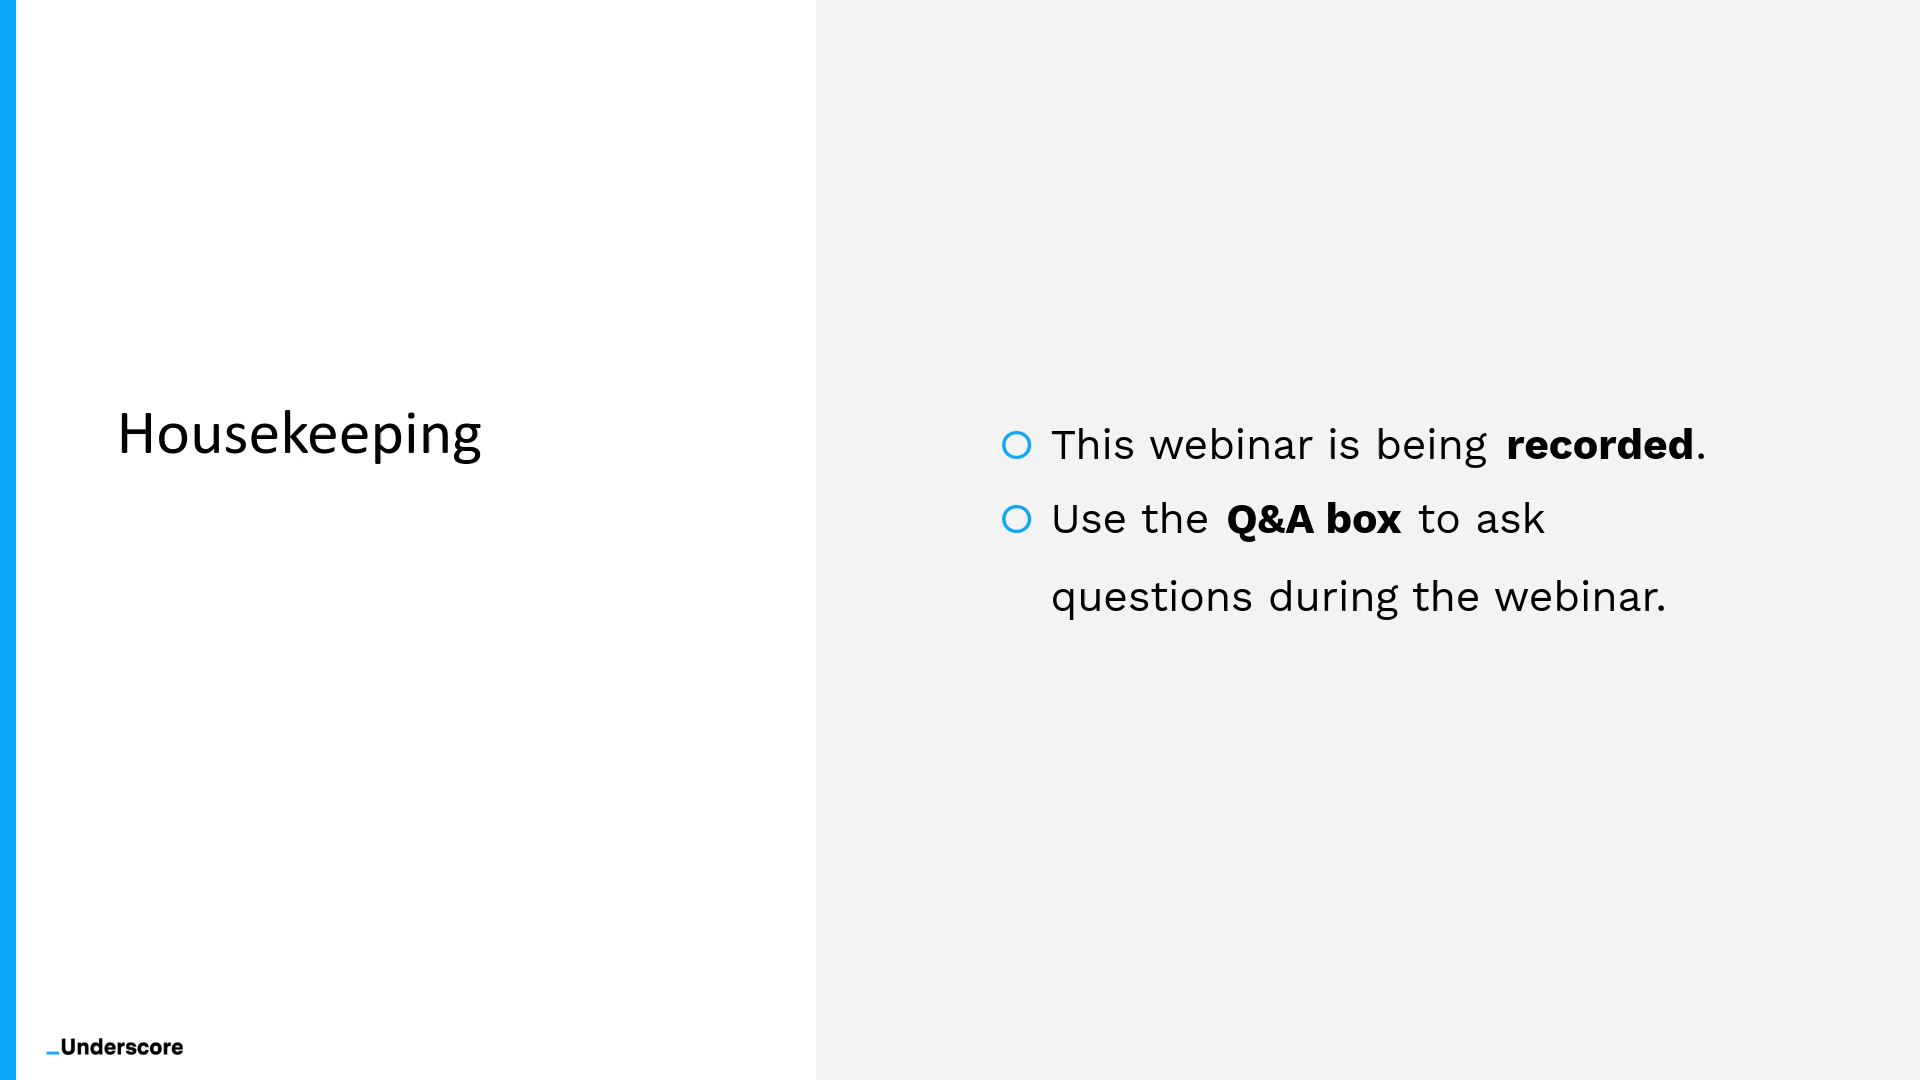 Housekeeping
This webinar is being recorded.
Use the Q&A box to ask
questions during the webinar.
_Underscore